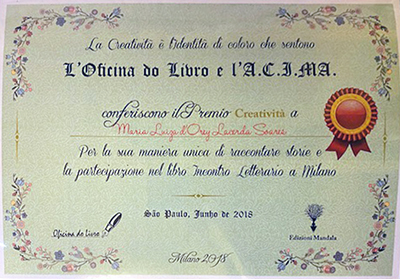 La Creatività è l'identità di coloro che sentono
L'Oficina do Livro e l'A.C.I.M.A.
conferiscono il Premio Creatività a
Maria Luiza d'Orey Lacerda Soares
Per la sua maniera unica di raccontare storie e
la partecipazione nel libro Incontro Letterario a Milano
São Paulo, Junho de 2018
Oficina do livro
Edizioni Mandala
Milano 2018